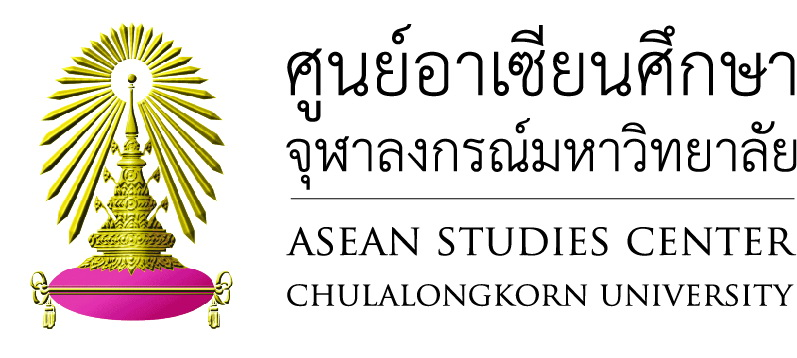 ศูนย์อาเซียนศึกษา
จุฬาลงกรณ์มหาวิทยาลัย
ASEAN STUDIES CENTER
CHULALONGKORN UNIVERSITY